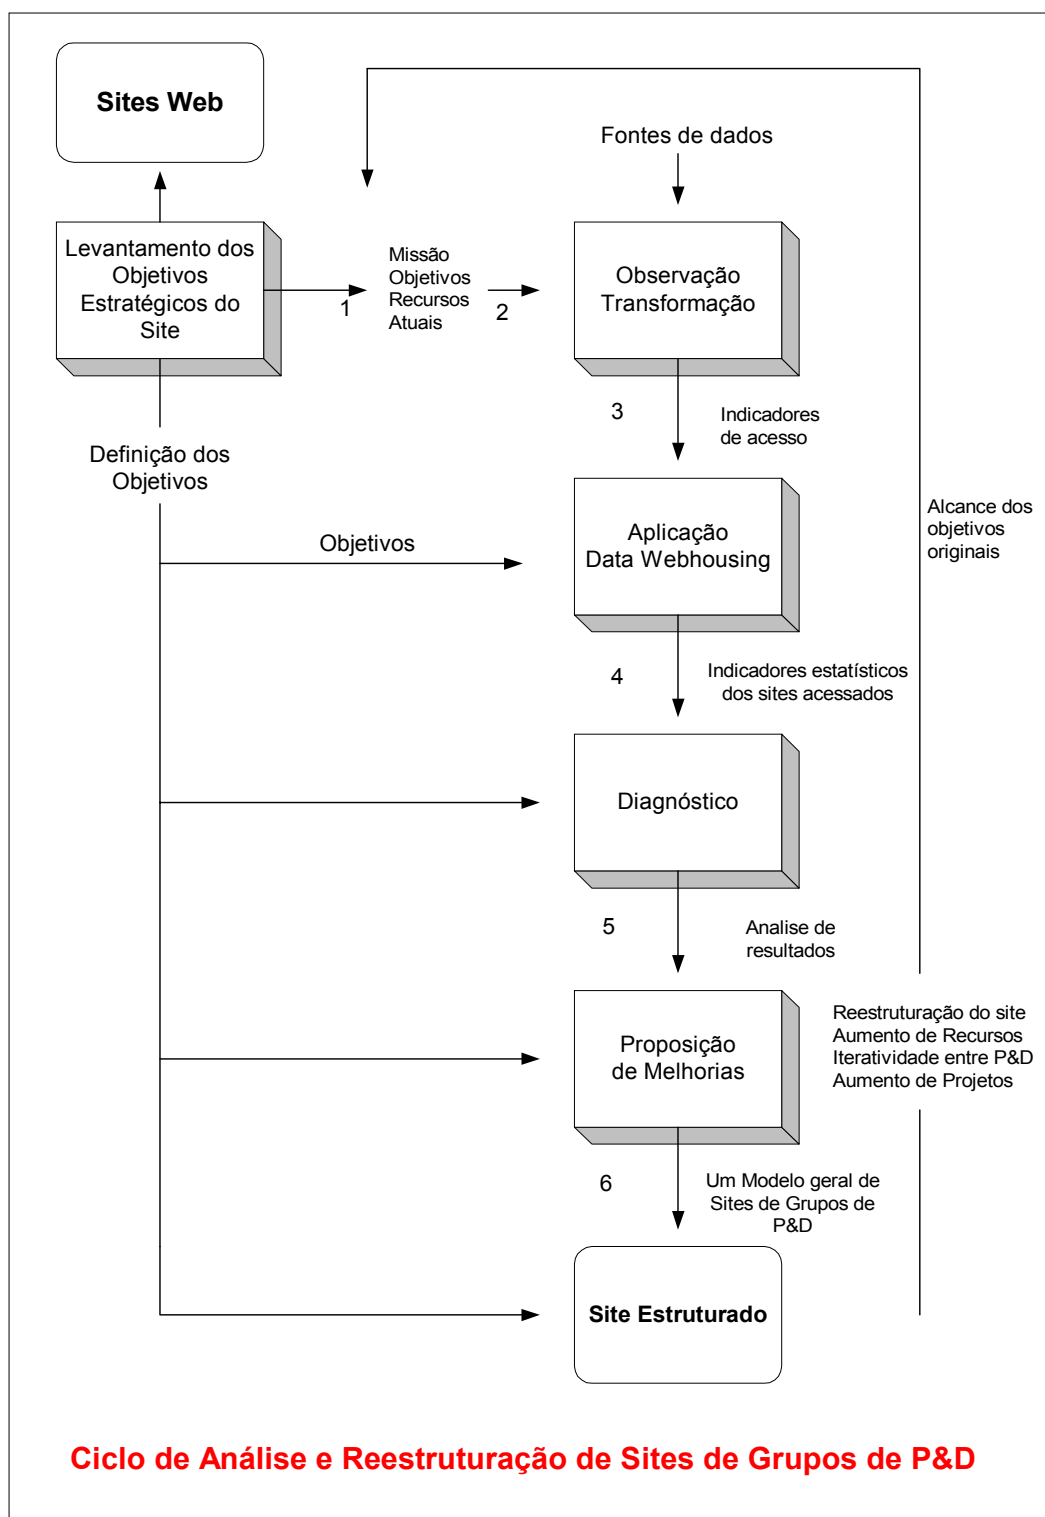 Sites Web
Fontes de dados
Levantamento dos
Objetivos
Estratégicos do
Site
1
Missão
Objetivos
Recursos
Atuais
2
Observação
Transformação
3
Indicadores
de acesso
Definição dos
Objetivos
Objetivos
Aplicação
Data Webhousing
Alcance dos
objetivos
originais
4
Indicadores estatísticos
dos sites acessados
Diagnóstico
5
Analise de
resultados
Proposição
de Melhorias
Reestruturação do site
Aumento de Recursos
Iteratividade entre P&D
Aumento de Projetos
6
Um Modelo geral de
Sites de Grupos de
P&D
Site Estruturado
Ciclo de Análise e Reestruturação de Sites de Grupos de P&D